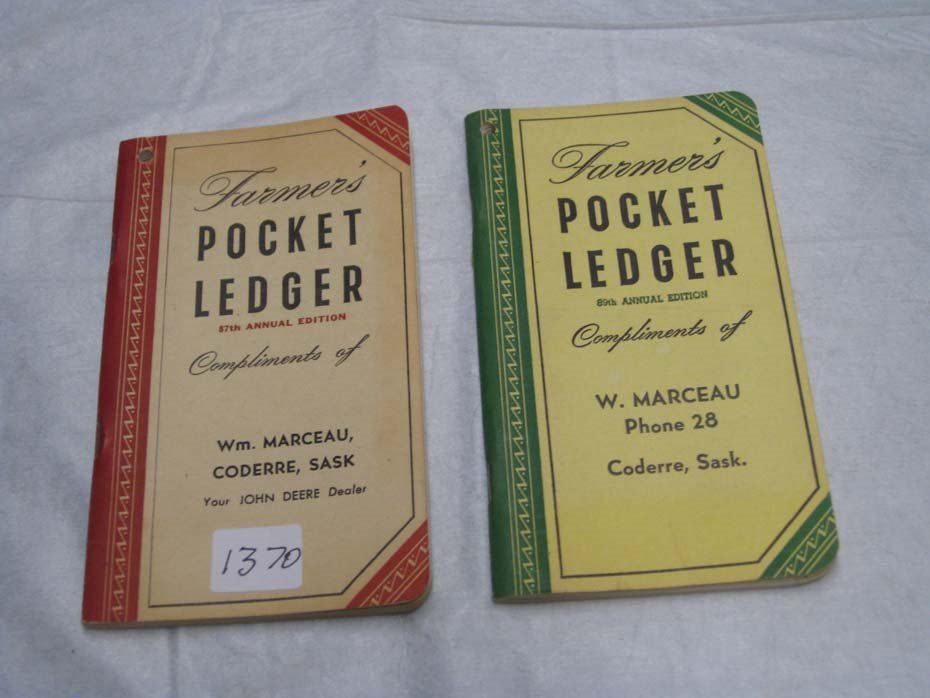 Farmer's
POCKET
LEDGER
87th ANNUAL EDITION
Compliments of
Wm. MARCEAU,
CODERRE, SASK
Your JOHN DEERE Dealer
1370
Farmer's
POCKET
LEDGER
89th ANNUAL EDITION
Compliments of
W. MARCEAU
Phone 28
Coderre, Sask.